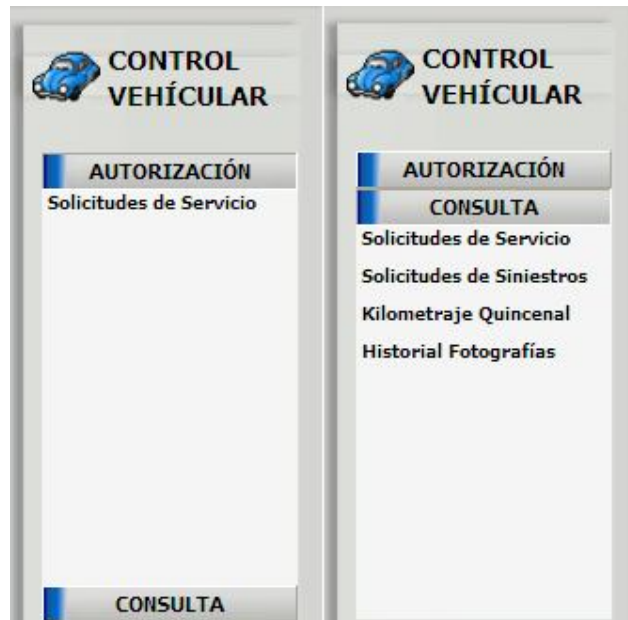 CONTROL
VEHÍCULAR
AUTORIZACIÓN
Solicitudes de Servicio
CONSULTA
CONTROL
VEHÍCULAR
AUTORIZACIÓN
CONSULTA
Solicitudes de Servicio
Solicitudes de Siniestros
Kilometraje Quincenal
Historial Fotografías